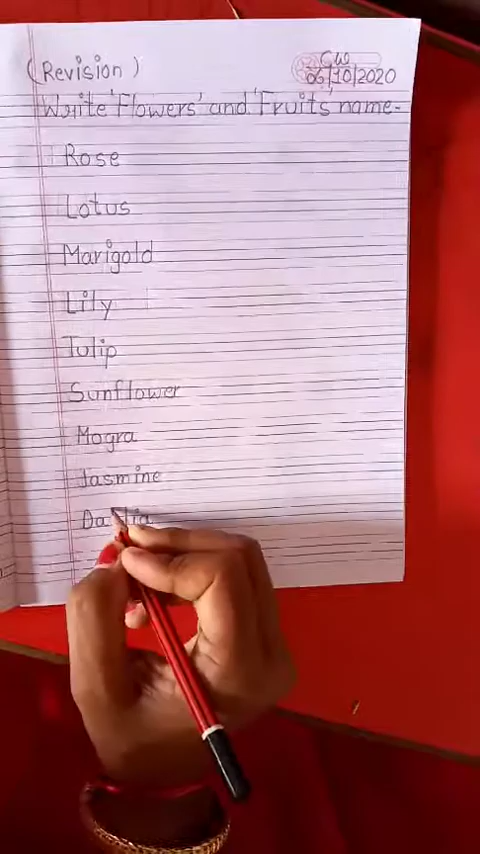 (Revision)
CW
06/10/2020
Write 'Flowers' and 'Fruits' name-
Rose
Lotus
Marigold
Lily
Tulip
Sunflower
Mogra
Jasmine